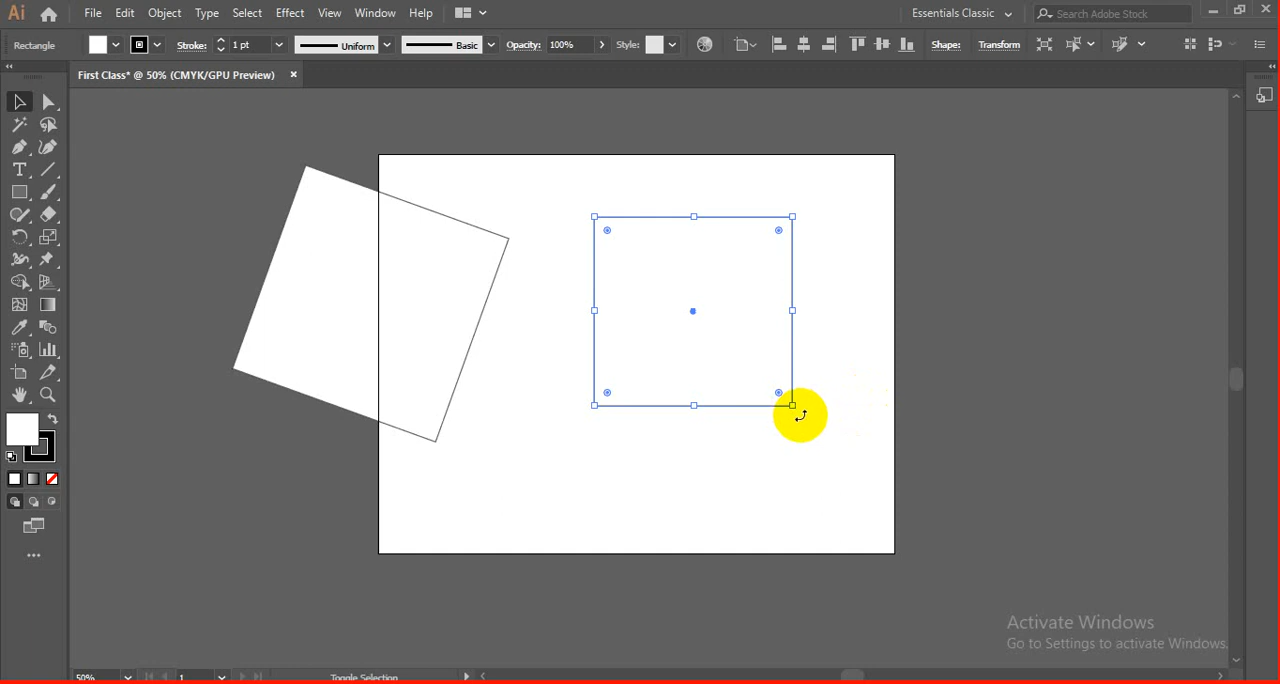 Ai File Edit Object Type Select Effect View Window Help Essentials Classic Search Adobe Stock
Rectangle Stroke: 1 pt Uniform Basic Opacity: 100% Style: Shape: Transform
First Class* @ 50% (CMYK/GPU Preview) ×
T
Activate Windows
Go to Settings to activate Windows.
50% 1 Toggle Selection